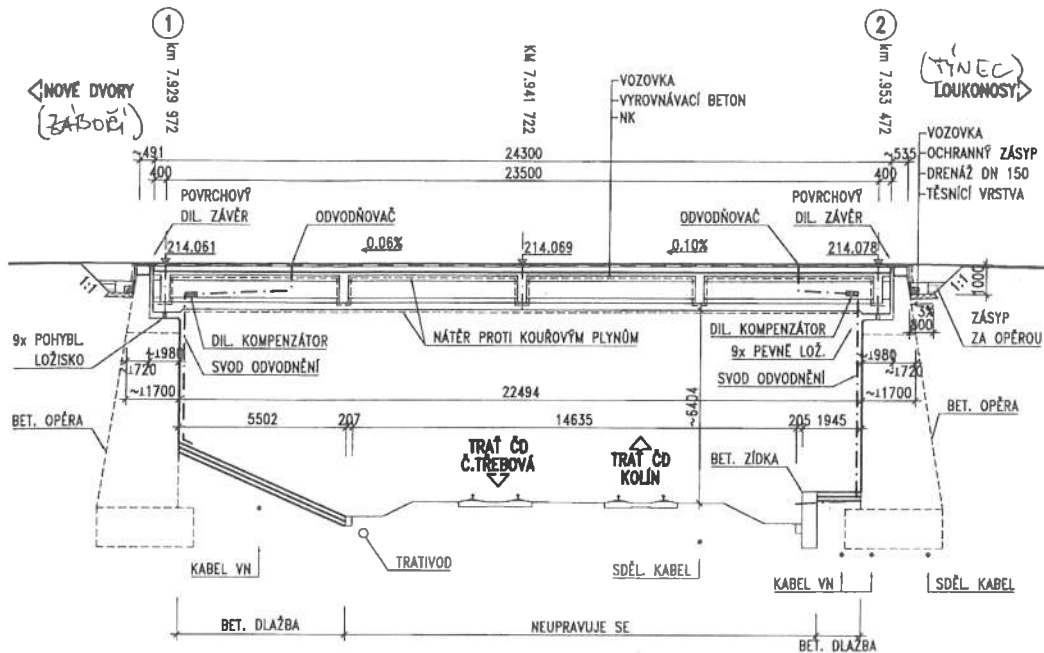 1
2
km 7.929 972
KM 7.941 722
km 7.953 472
NOVÉ DVORY
(ZÁBOŘÍ)
(TÝNEC)
LOUKONOSY
VOZOVKA
VYROVNÁVACÍ BETON
NK
VOZOVKA
OCHRANNÝ ZÁSYP
DRENÁŽ DN 150
TĚSNÍCÍ VRSTVA
~491
24300
~535
400
23500
400
POVRCHOVÝ
DIL. ZÁVĚR
ODVODŇOVAČ
ODVODŇOVAČ
POVRCHOVÝ
DIL. ZÁVĚR
214.061
0.06%
214.069
0.10%
214.078
1:1
1:1
1000
3%
600
9x POHYBL.
LOŽISKO
DIL. KOMPENZÁTOR
SVOD ODVODNĚNÍ
NÁTĚR PROTI KOUŘOVÝM PLYNŮM
DIL. KOMPENZÁTOR
9x PEVNÉ LOŽ.
SVOD ODVODNĚNÍ
ZÁSYP
ZA OPĚROU
~±980
~±720
~±1700
22494
~±980
~±720
~±1700
BET. OPĚRA
5502
207
14635
~6404
205
1945
BET. OPĚRA
TRAŤ ČD
Č.TŘEBOVÁ
TRAŤ ČD
KOLÍN
BET. ZÍDKA
KABEL VN
TRATIVOD
SDĚL. KABEL
KABEL VN
SDĚL. KABEL
BET. DLAŽBA
NEUPRAVUJE SE
BET. DLAŽBA